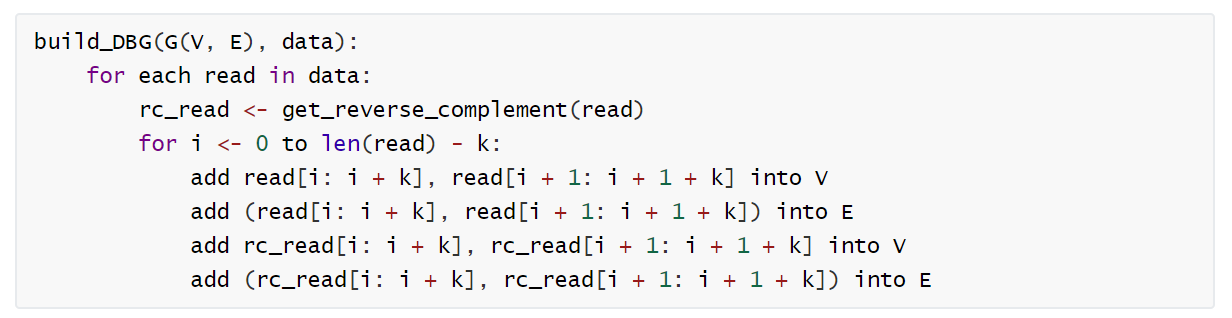 build_DBG(G(V, E), data):
    for each read in data:
        rc_read <- get_reverse_complement(read)
        for i <- 0 to len(read) - k:
            add read[i: i + k], read[i + 1: i + 1 + k] into V
            add (read[i: i + k], read[i + 1: i + 1 + k]) into E
            add rc_read[i: i + k], rc_read[i + 1: i + 1 + k] into V
            add (rc_read[i: i + k], rc_read[i + 1: i + 1 + k]) into E